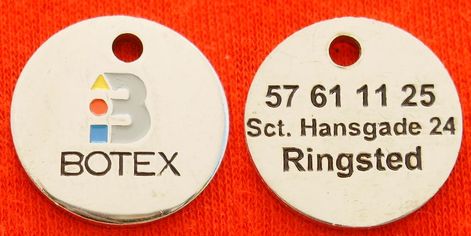 BOTEX
57 61 11 25
Sct. Hansgade 24
Ringsted